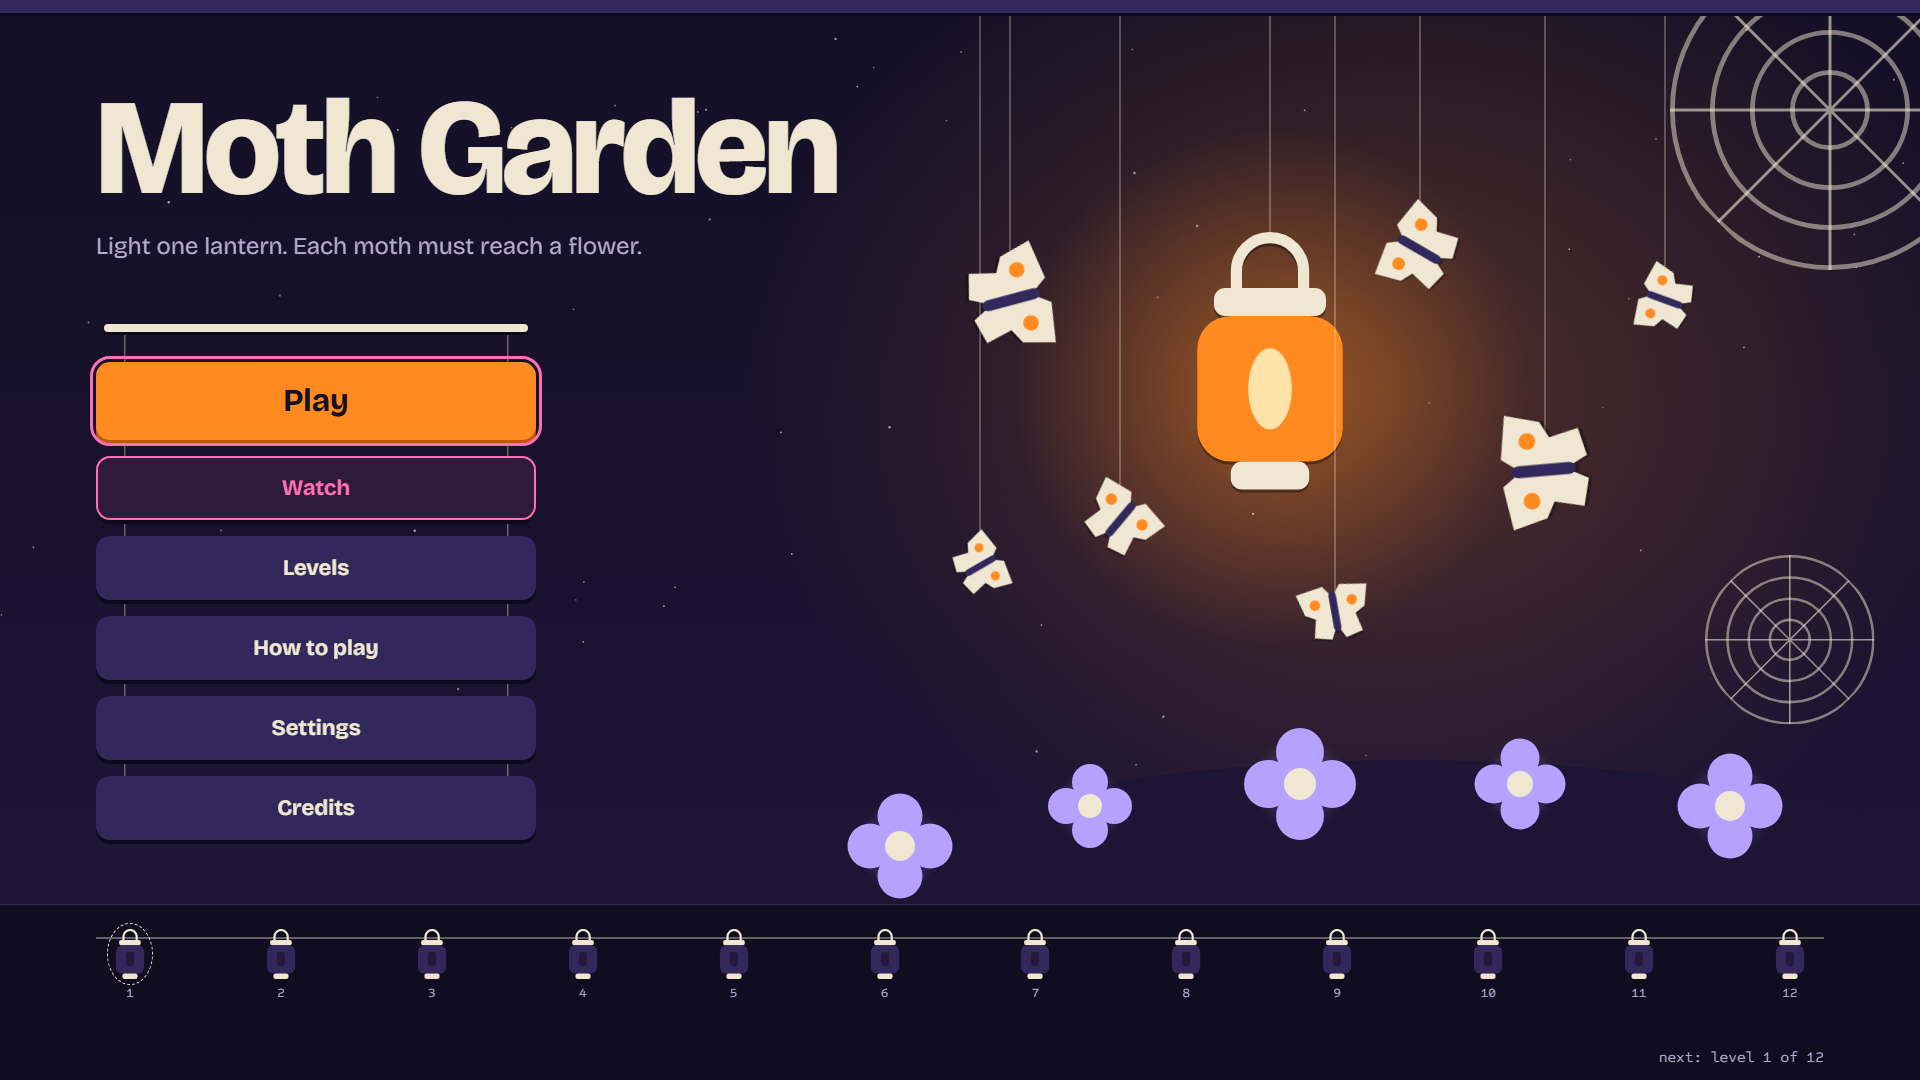 Moth Garden
Light one lantern. Each moth must reach a flower.
Play
Watch
Levels
How to play
Settings
Credits
1 2 3 4 5 6 7 8 9 10 11 12
next: level 1 of 12